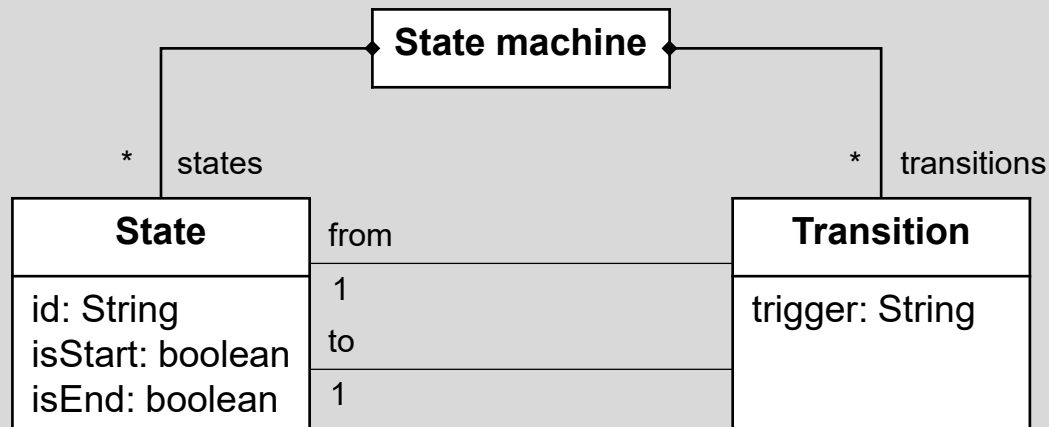 State machine
* states
* transitions
State
from
Transition
1
id: String
trigger: String
isStart: boolean
to
isEnd: boolean
1